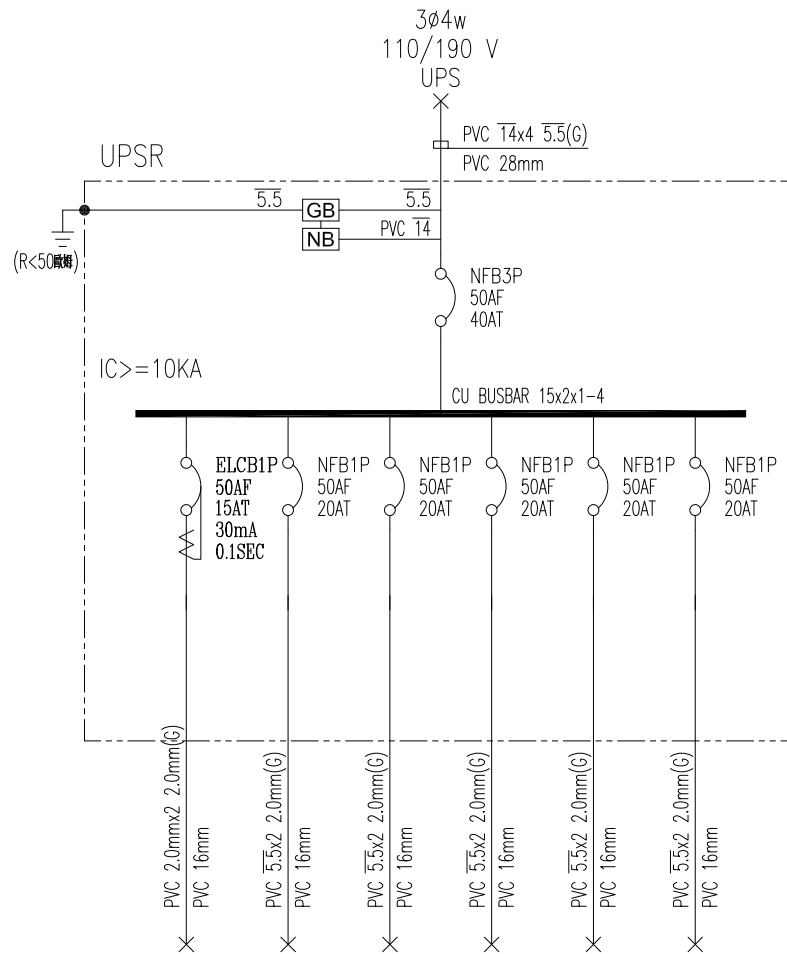 3ø4w
110/190 V
UPS
PVC 14x4 5.5(G)
PVC 28mm
UPSR
5.5
GB
5.5
NB
PVC 14
(R<50歐姆)
NFB3P
50AF
40AT
IC>=10KA
CU BUSBAR 15x2x1-4
ELCB1P
50AF
15AT
30mA
0.1SEC
NFB1P
50AF
20AT
NFB1P
50AF
20AT
NFB1P
50AF
20AT
NFB1P
50AF
20AT
NFB1P
50AF
20AT
PVC 2.0mmx2 2.0mm(G)
PVC 16mm
PVC 5.5x2 2.0mm(G)
PVC 16mm
PVC 5.5x2 2.0mm(G)
PVC 16mm
PVC 5.5x2 2.0mm(G)
PVC 16mm
PVC 5.5x2 2.0mm(G)
PVC 16mm
PVC 5.5x2 2.0mm(G)
PVC 16mm